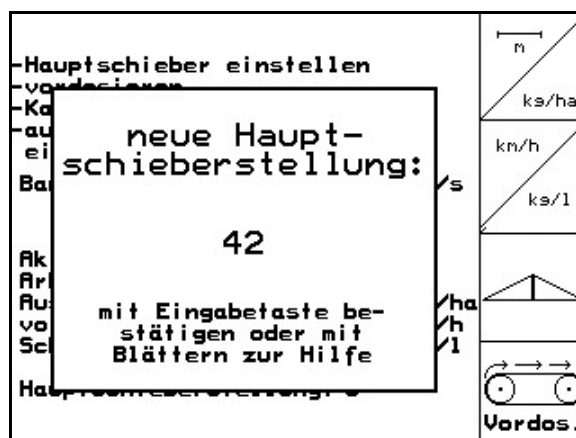 -Hauptschieber einstellen
neue Haupt-
schieberstellung:
42
mit Eingabetaste be-
stätigen oder mit
Blättern zur Hilfe
/s
/ha
/h
/l
m
kg/ha
km/h
kg/l
Vordos.